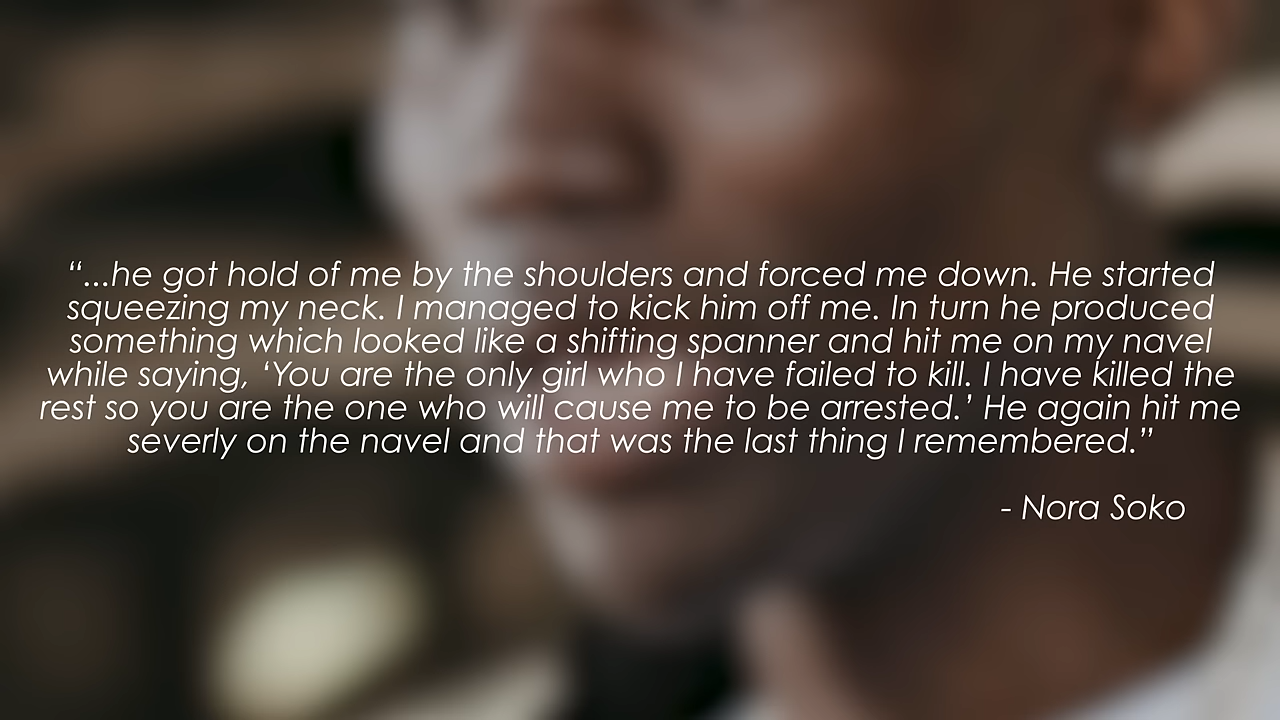 “...he got hold of me by the shoulders and forced me down. He started
squeezing my neck. I managed to kick him off me. In turn he produced
something which looked like a shifting spanner and hit me on my navel
while saying, ‘You are the only girl who I have failed to kill. I have killed the
rest so you are the one who will cause me to be arrested.’ He again hit me
severly on the navel and that was the last thing I remembered.”
- Nora Soko